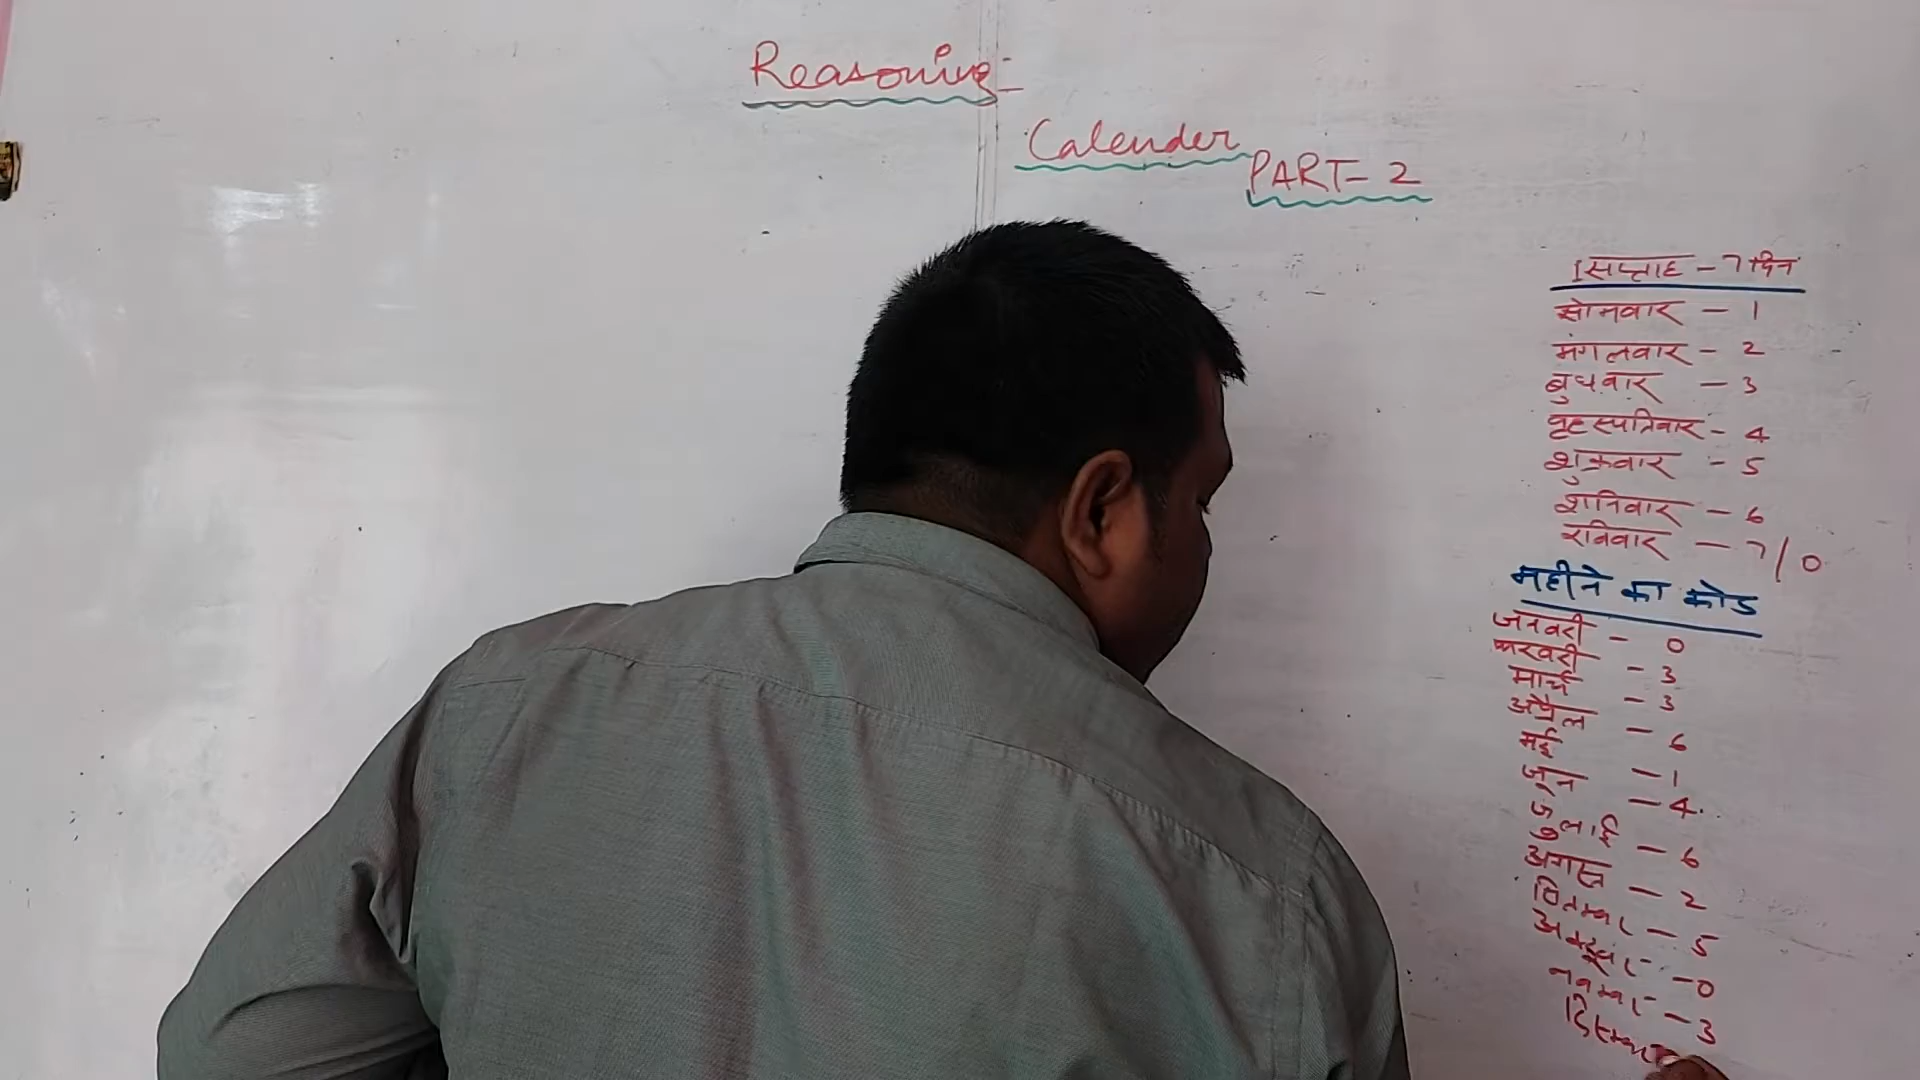 Reasoning:-
Calender
PART-2
1सप्ताह - 7 दिन
सोमवार - 1
मंगलवार - 2
बुधवार - 3
वृहस्पतिवार - 4
शुक्रवार - 5
शनिवार - 6
रविवार - 7/0
महीने का कोड
जनवरी - 0
फरवरी - 3
मार्च - 3
अप्रैल - 6
मई - 1
जून - 4
जुलाई - 6
अगस्त - 2
सितम्बर - 5
अक्टूबर - 0
नवम्बर - 3
दिसम्बर